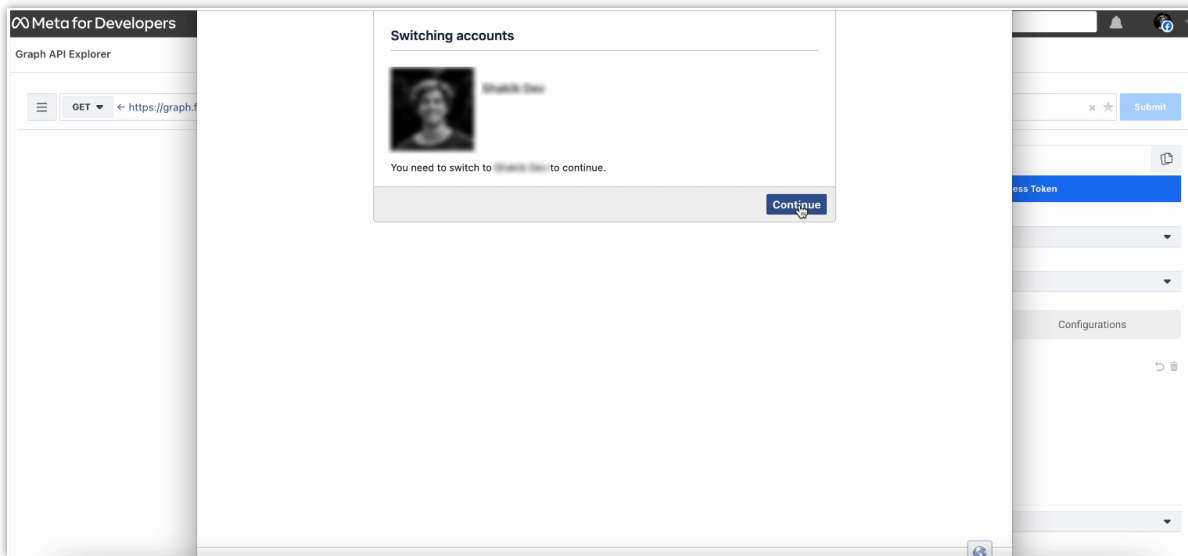 Meta for Developers
Graph API Explorer
GET
← https://graph.f
Submit
Switching accounts
You need to switch to
to continue.
Continue
ess Token
Configurations